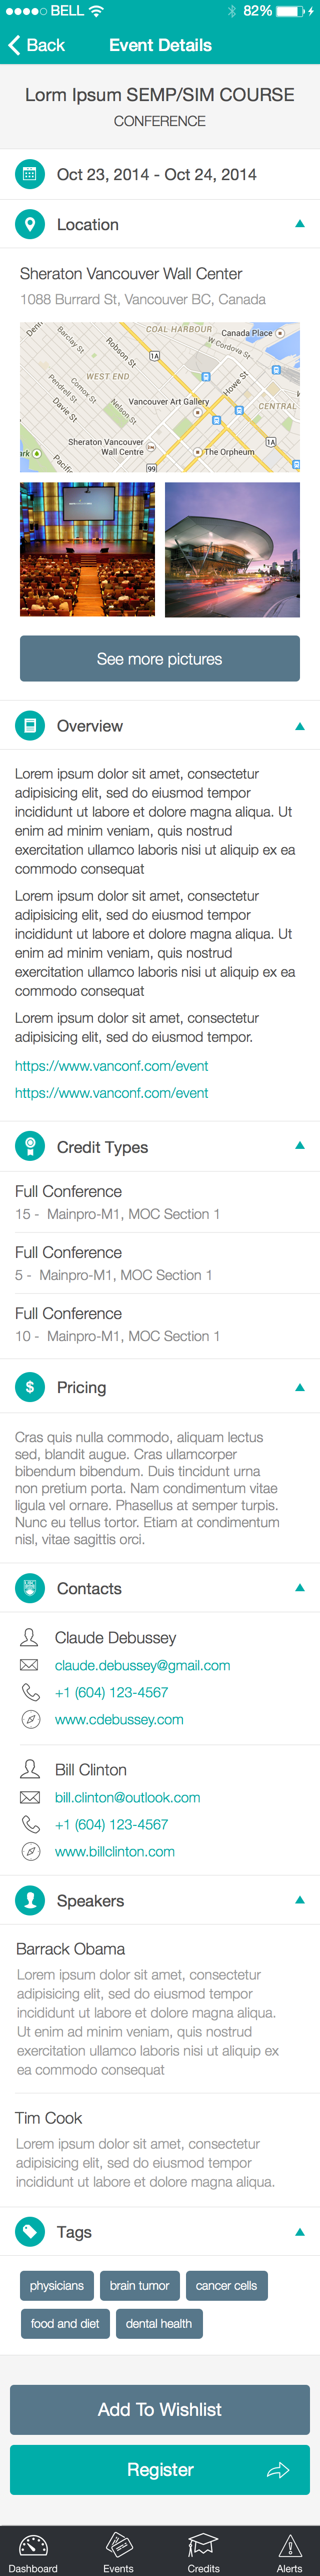 BELL 82%
Back Event Details
Lorm Ipsum SEMP/SIM COURSE
CONFERENCE
Oct 23, 2014 - Oct 24, 2014
Location
Sheraton Vancouver Wall Center
1088 Burrard St, Vancouver BC, Canada
COAL HARBOUR
Canada Place
Denn
Barclay St
Robson St
W Cordova St
1A
WEST END
Comox St
Pendrell St
Davie St
Nelson St
Howe St
Vancouver Art Gallery
CENTRAL
Sheraton Vancouver
Wall Centre
1A
The Orpheum
ark
Pacific
99
See more pictures
Overview
Lorem ipsum dolor sit amet, consectetur
adipisicing elit, sed do eiusmod tempor
incididunt ut labore et dolore magna aliqua. Ut
enim ad minim veniam, quis nostrud
exercitation ullamco laboris nisi ut aliquip ex ea
commodo consequat
Lorem ipsum dolor sit amet, consectetur
adipisicing elit, sed do eiusmod tempor
incididunt ut labore et dolore magna aliqua. Ut
enim ad minim veniam, quis nostrud
exercitation ullamco laboris nisi ut aliquip ex ea
commodo consequat
Lorem ipsum dolor sit amet, consectetur
adipisicing elit, sed do eiusmod tempor.
https://www.vanconf.com/event
https://www.vanconf.com/event
Credit Types
Full Conference
15 - Mainpro-M1, MOC Section 1
Full Conference
5 - Mainpro-M1, MOC Section 1
Full Conference
10 - Mainpro-M1, MOC Section 1
$ Pricing
Cras quis nulla commodo, aliquam lectus
sed, blandit augue. Cras ullamcorper
bibendum bibendum. Duis tincidunt urna
non pretium porta. Nam condimentum vitae
ligula vel ornare. Phasellus at semper turpis.
Nunc eu tellus tortor. Etiam at condimentum
nisl, vitae sagittis orci.
Contacts
Claude Debussey
claude.debussey@gmail.com
+1 (604) 123-4567
www.cdebussey.com
Bill Clinton
bill.clinton@outlook.com
+1 (604) 123-4567
www.billclinton.com
Speakers
Barrack Obama
Lorem ipsum dolor sit amet, consectetur
adipisicing elit, sed do eiusmod tempor
incididunt ut labore et dolore magna aliqua.
Ut enim ad minim veniam, quis nostrud
exercitation ullamco laboris nisi ut aliquip ex
ea commodo consequat
Tim Cook
Lorem ipsum dolor sit amet, consectetur
adipisicing elit, sed do eiusmod tempor
incididunt ut labore et dolore magna aliqua.
Tags
physicians brain tumor cancer cells
food and diet dental health
Add To Wishlist
Register
Dashboard Events Credits Alerts